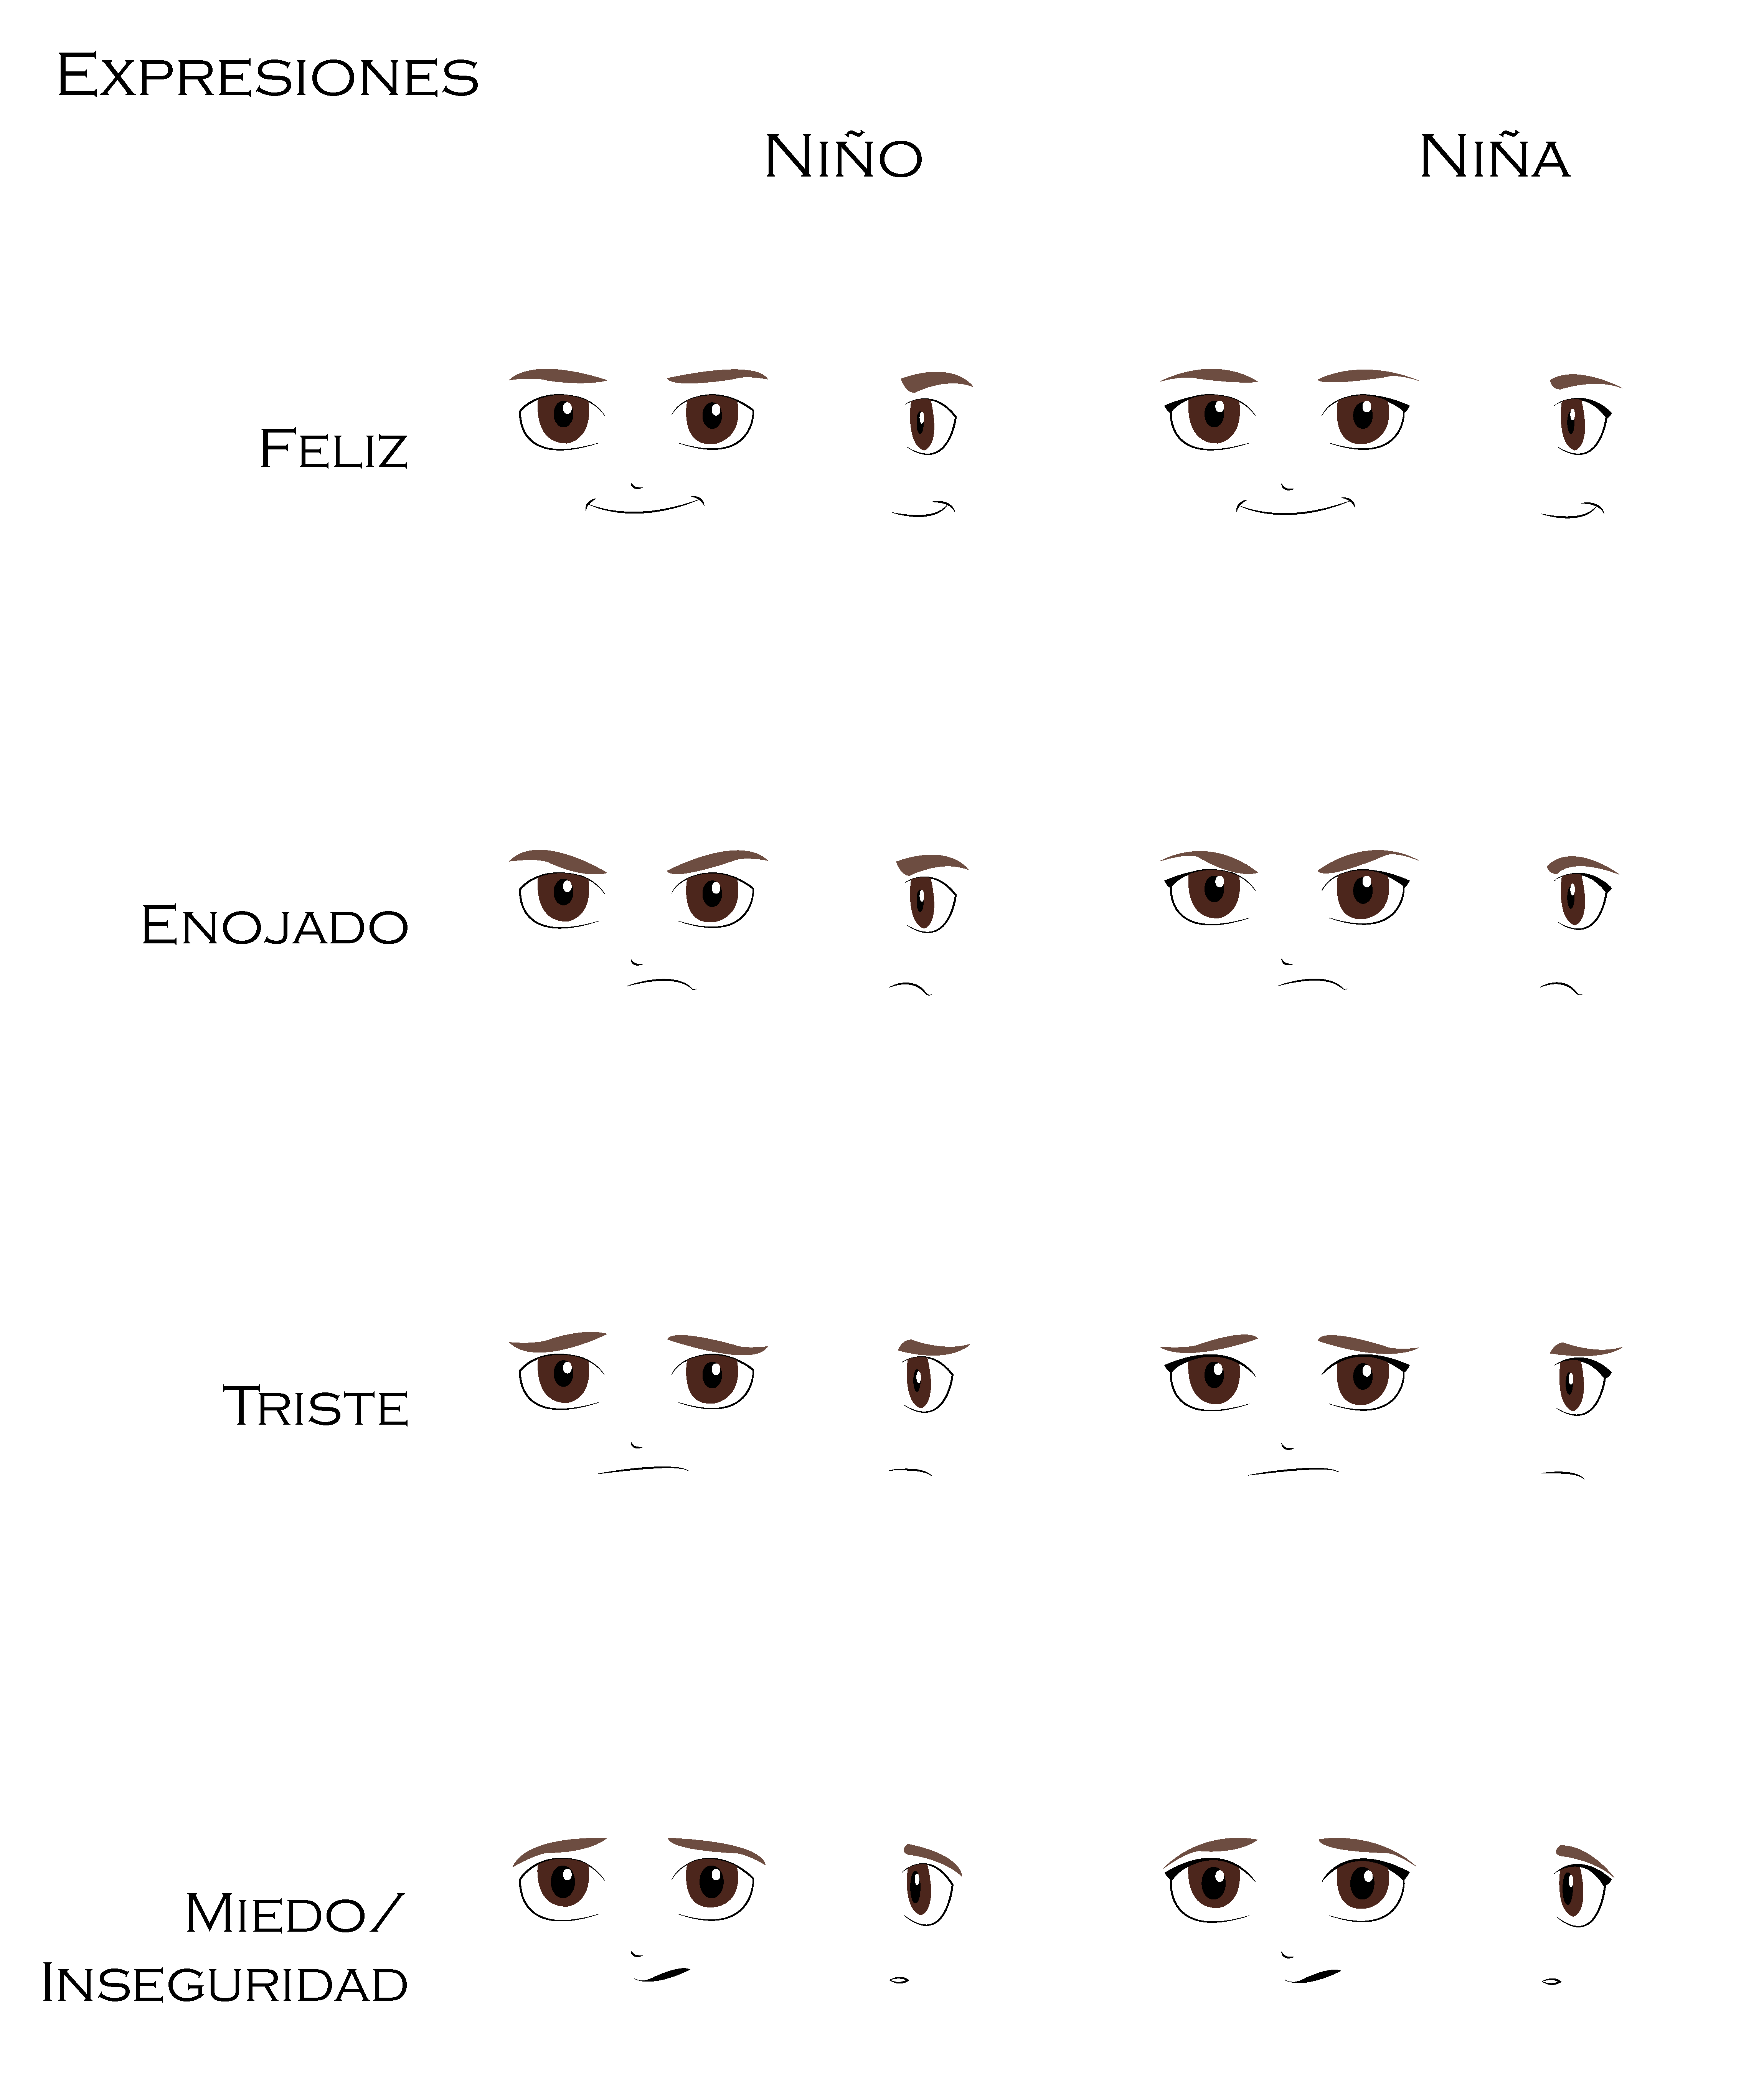 Expresiones
Niño
Niña
Feliz
Enojado
Triste
Miedo/
Inseguridad